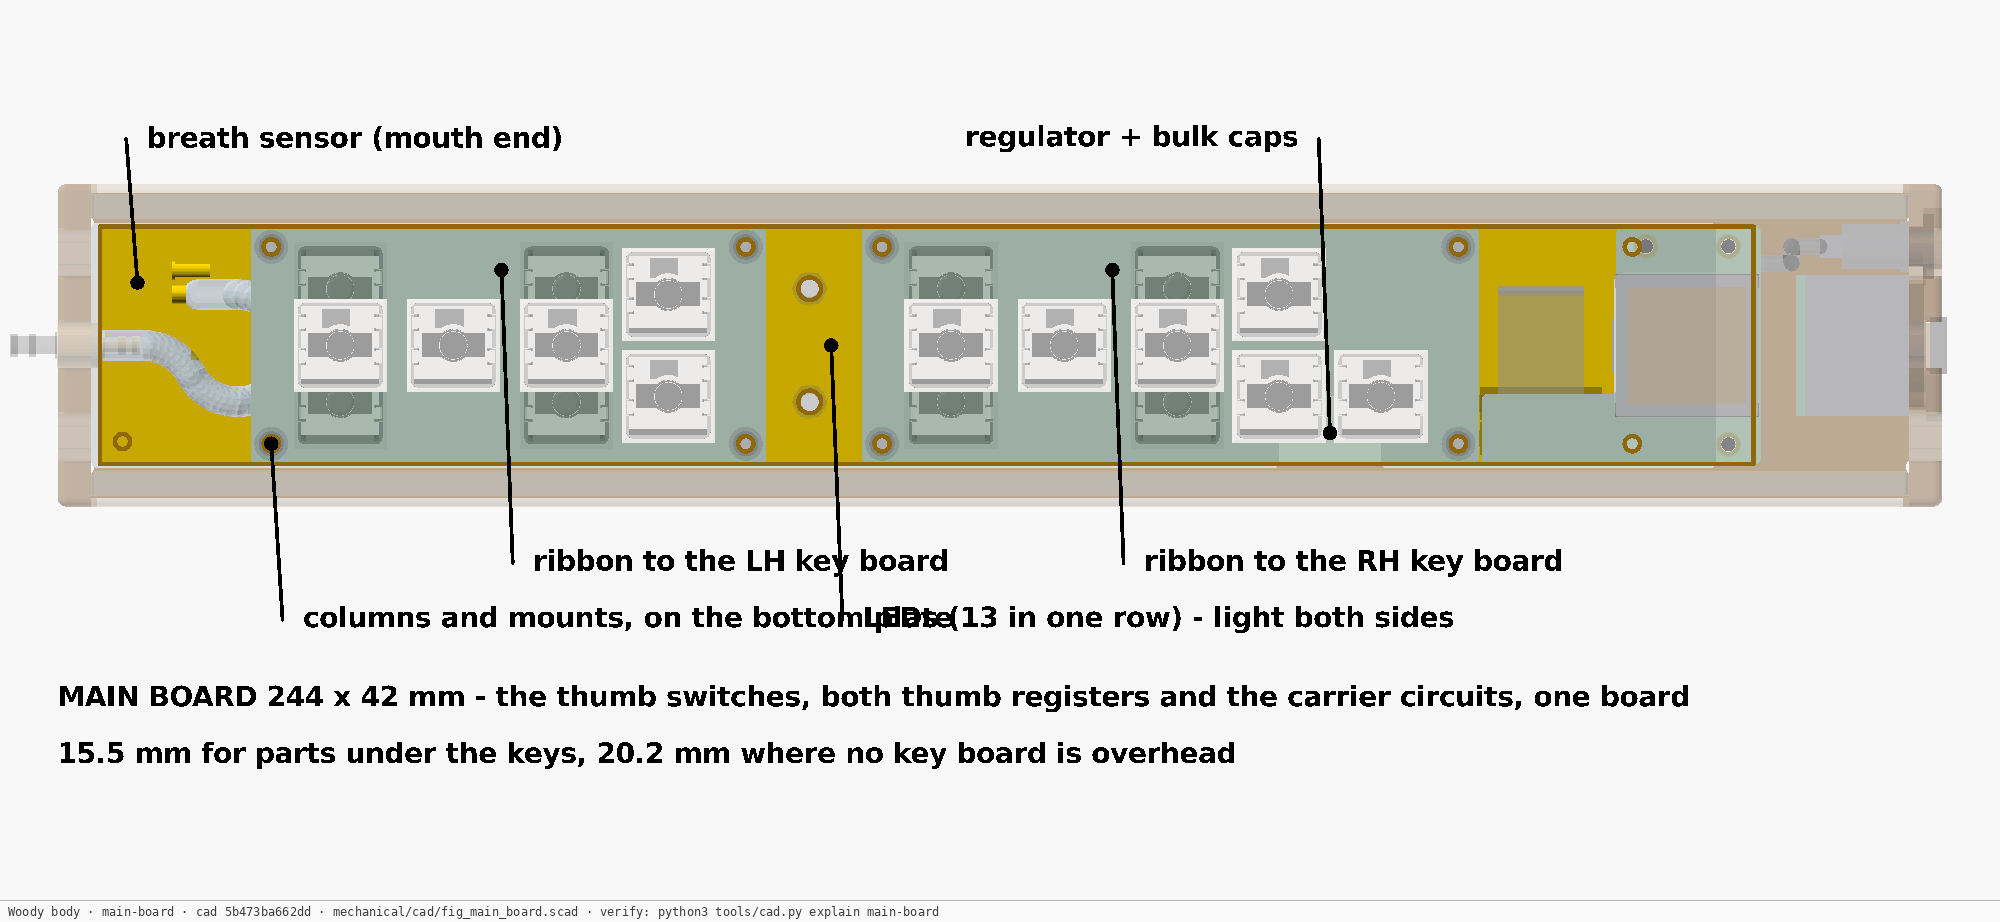 breath sensor (mouth end)
regulator + bulk caps
ribbon to the LH key board
ribbon to the RH key board
columns and mounts, on the bottom plate
LEDs (13 in one row) - light both sides
MAIN BOARD 244 x 42 mm - the thumb switches, both thumb registers and the carrier circuits, one board
15.5 mm for parts under the keys, 20.2 mm where no key board is overhead
Woody body · main-board · cad 5b473ba662dd · mechanical/cad/fig_main_board.scad · verify: python3 tools/cad.py explain main-board